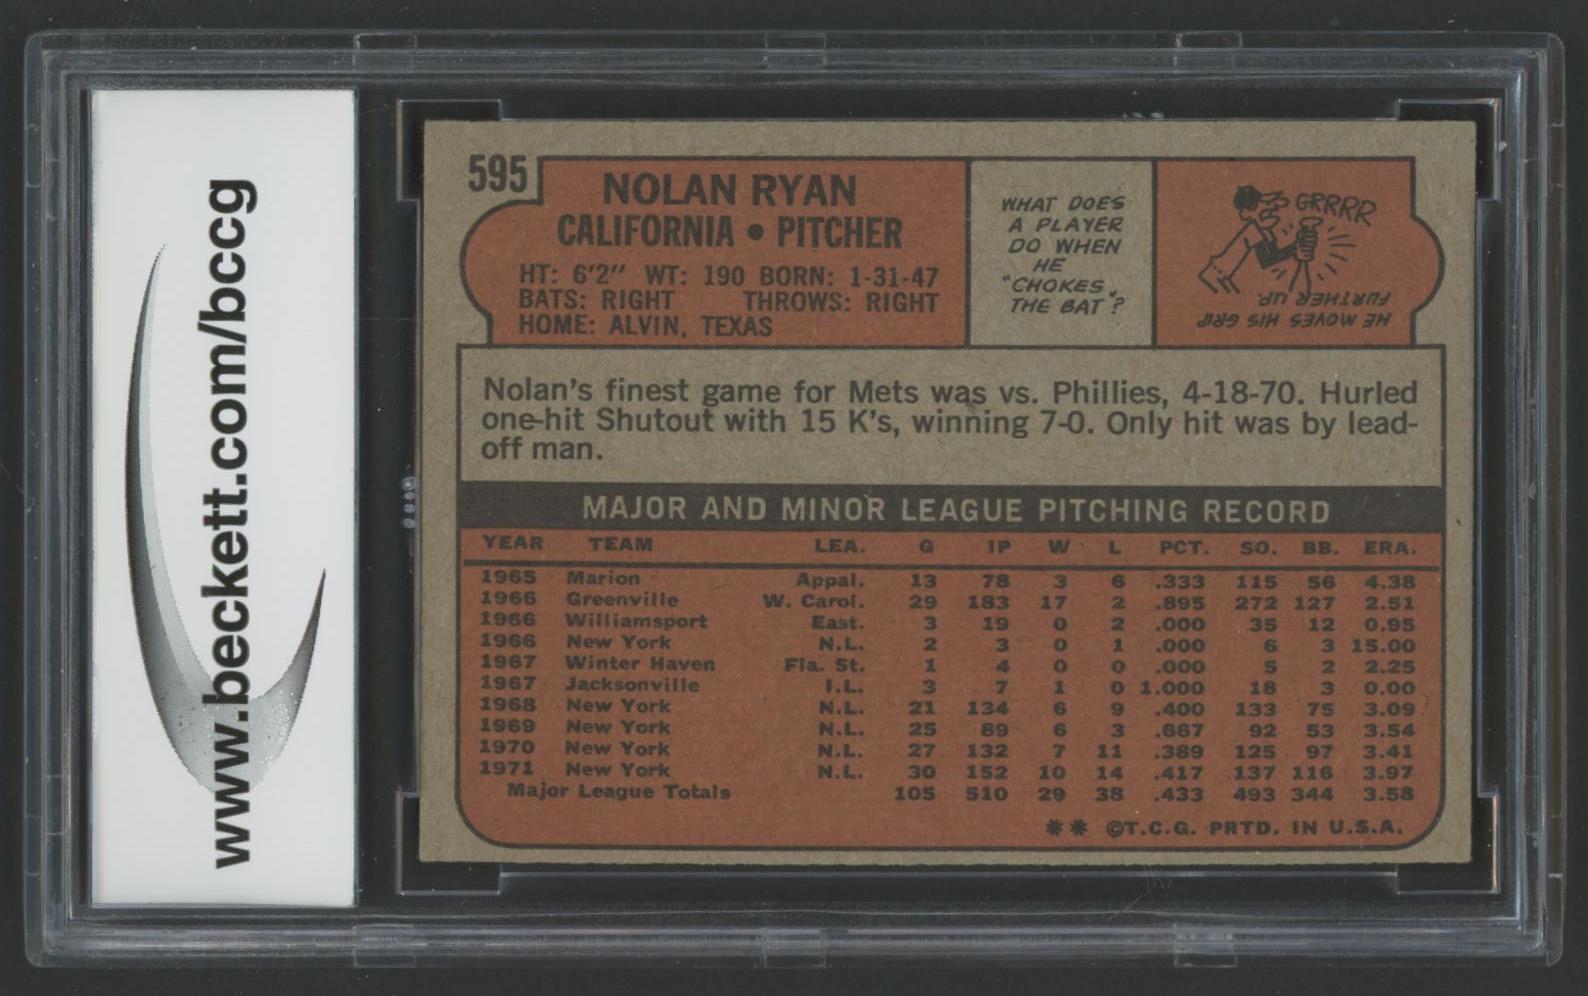 www.beckett.com/bccg
595
NOLAN RYAN
CALIFORNIA • PITCHER
HT: 6'2" WT: 190 BORN: 1-31-47
BATS: RIGHT THROWS: RIGHT
HOME: ALVIN, TEXAS
WHAT DOES
A PLAYER
DO WHEN
HE
"CHOKES
THE BAT"?
GRRRR
HE MOVES HIS GRIP
FURTHER UP
Nolan's finest game for Mets was vs. Phillies, 4-18-70. Hurled
one-hit Shutout with 15 K's, winning 7-0. Only hit was by lead-
off man.
MAJOR AND MINOR LEAGUE PITCHING RECORD
YEAR TEAM LEA. G IP W L PCT. SO. BB. ERA.
1965 Marion Appal. 13 78 3 6 .333 115 56 4.38
1966 Greenville W. Carol. 29 183 17 2 .895 272 127 2.51
1966 Williamsport East. 3 19 0 2 .000 35 12 0.95
1966 New York N.L. 2 3 0 1 .000 6 3 15.00
1967 Winter Haven Fla. St. 1 4 0 0 .000 5 2 2.25
1967 Jacksonville I.L. 3 7 1 0 1.000 18 3 0.00
1968 New York N.L. 21 134 6 9 .400 133 75 3.09
1969 New York N.L. 25 89 6 3 .667 92 53 3.54
1970 New York N.L. 27 132 7 11 .389 125 97 3.41
1971 New York N.L. 30 152 10 14 .417 137 116 3.97
Major League Totals 105 510 29 38 .433 493 344 3.58
** ©T.C.G. PRTD. IN U.S.A.